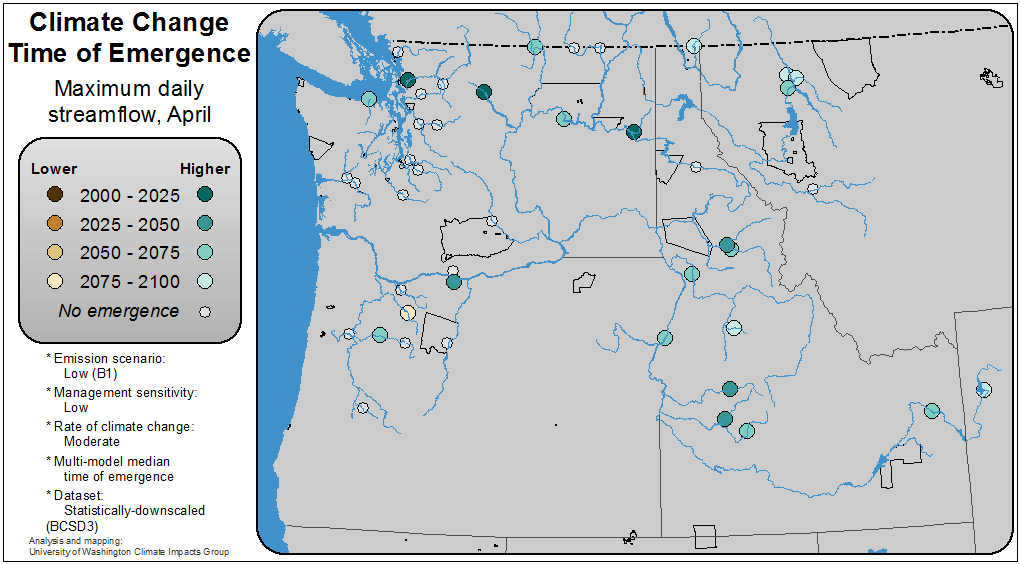 Climate Change
Time of Emergence
Maximum daily
streamflow, April
Lower Higher
2000 - 2025
2025 - 2050
2050 - 2075
2075 - 2100
No emergence
* Emission scenario:
Low (B1)
* Management sensitivity:
Low
* Rate of climate change:
Moderate
* Multi-model median
time of emergence
* Dataset:
Statistically-downscaled
(BCSD3)
Analysis and mapping:
University of Washington Climate Impacts Group